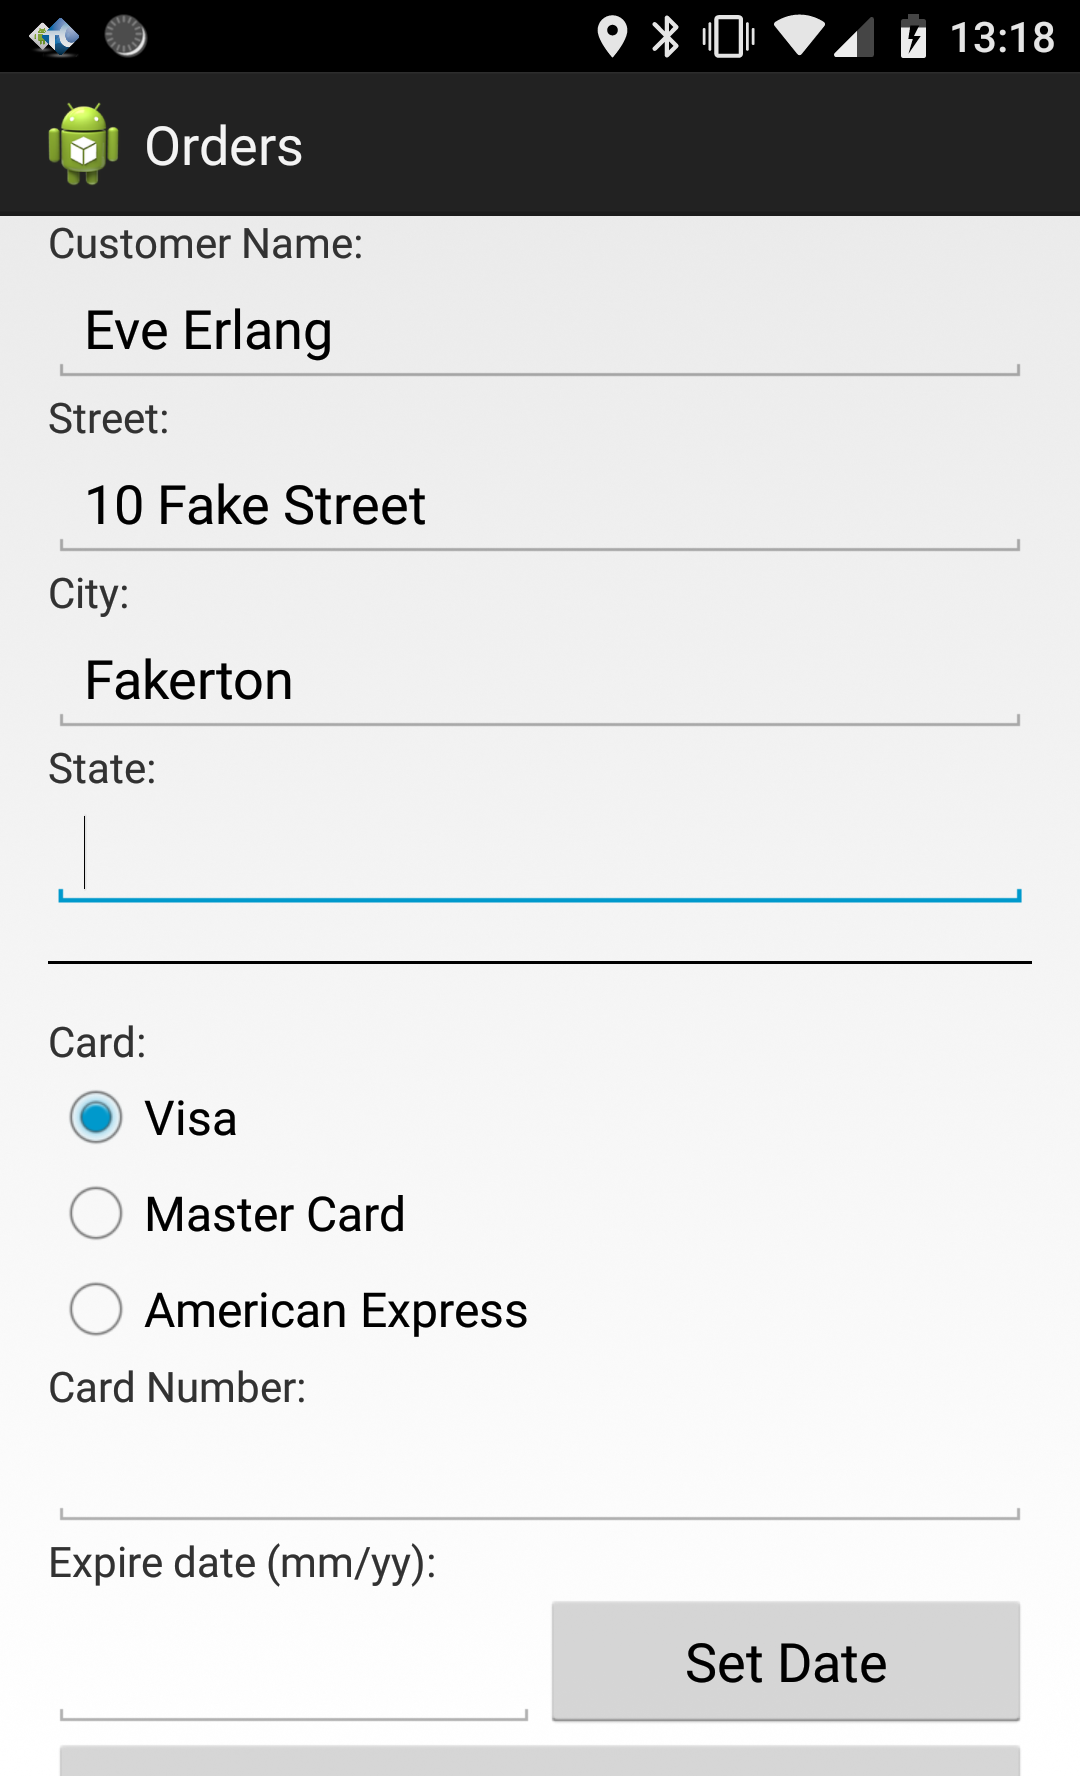 13:18
Orders
Customer Name:
Eve Erlang
Street:
10 Fake Street
City:
Fakerton
State:
Card:
Visa
Master Card
American Express
Card Number:
Expire date (mm/yy):
Set Date